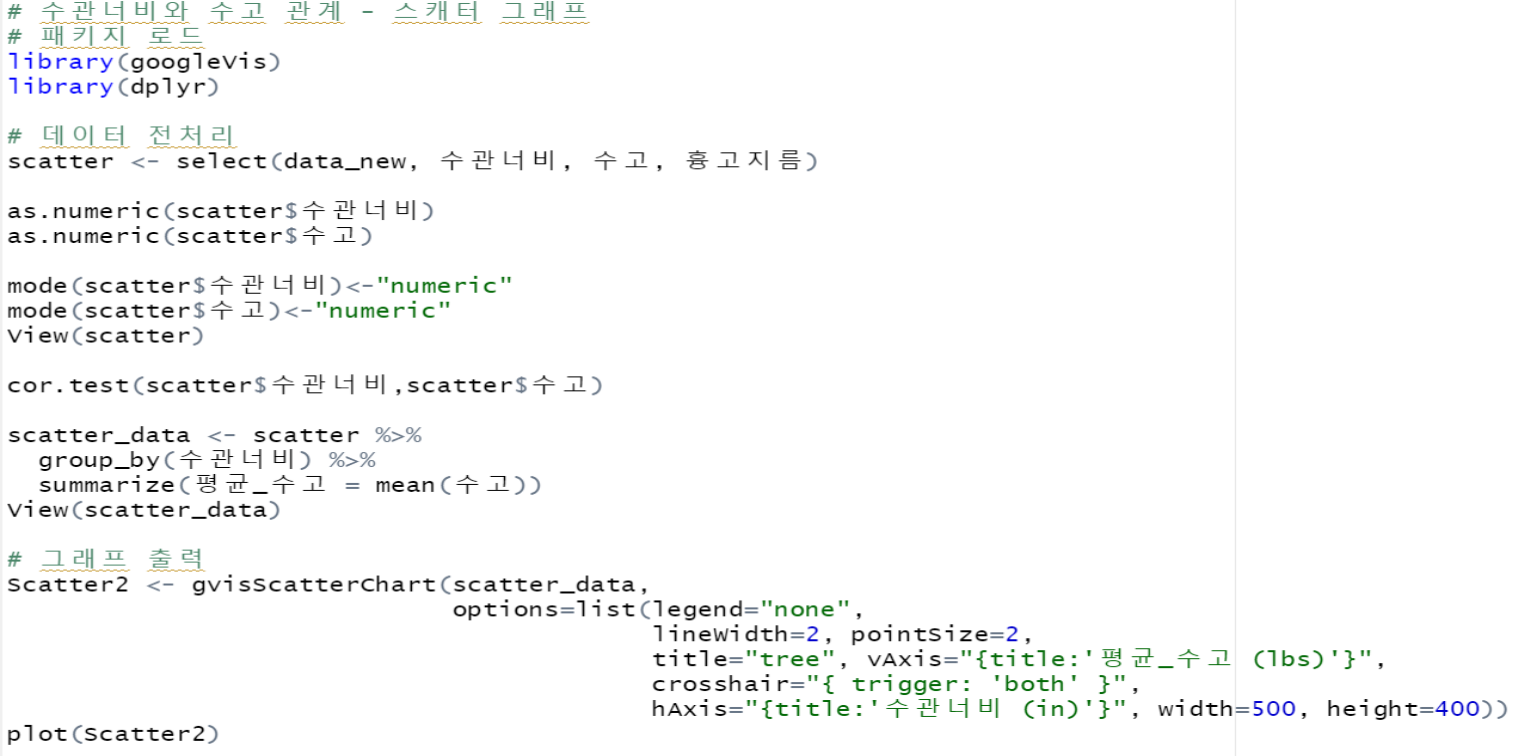 # 수관너비와 수고 관계 - 스캐터 그래프
# 패키지 로드
library(googleVis)
library(dplyr)
# 데이터 전처리
scatter <- select(data_new, 수관너비, 수고, 흉고지름)
as.numeric(scatter$수관너비)
as.numeric(scatter$수고)
mode(scatter$수관너비)<-"numeric"
mode(scatter$수고)<-"numeric"
View(scatter)
cor.test(scatter$수관너비,scatter$수고)
scatter_data <- scatter %>%
group_by(수관너비) %>%
summarize(평균_수고 = mean(수고))
View(scatter_data)
# 그래프 출력
Scatter2 <- gvisScatterChart(scatter_data,
options=list(legend="none",
lineWidth=2, pointSize=2,
title="tree", vAxis="{title:'평균_수고 (lbs)'}",
crosshair="{ trigger: 'both' }",
hAxis="{title:'수관너비 (in)'}", width=500, height=400))
plot(Scatter2)